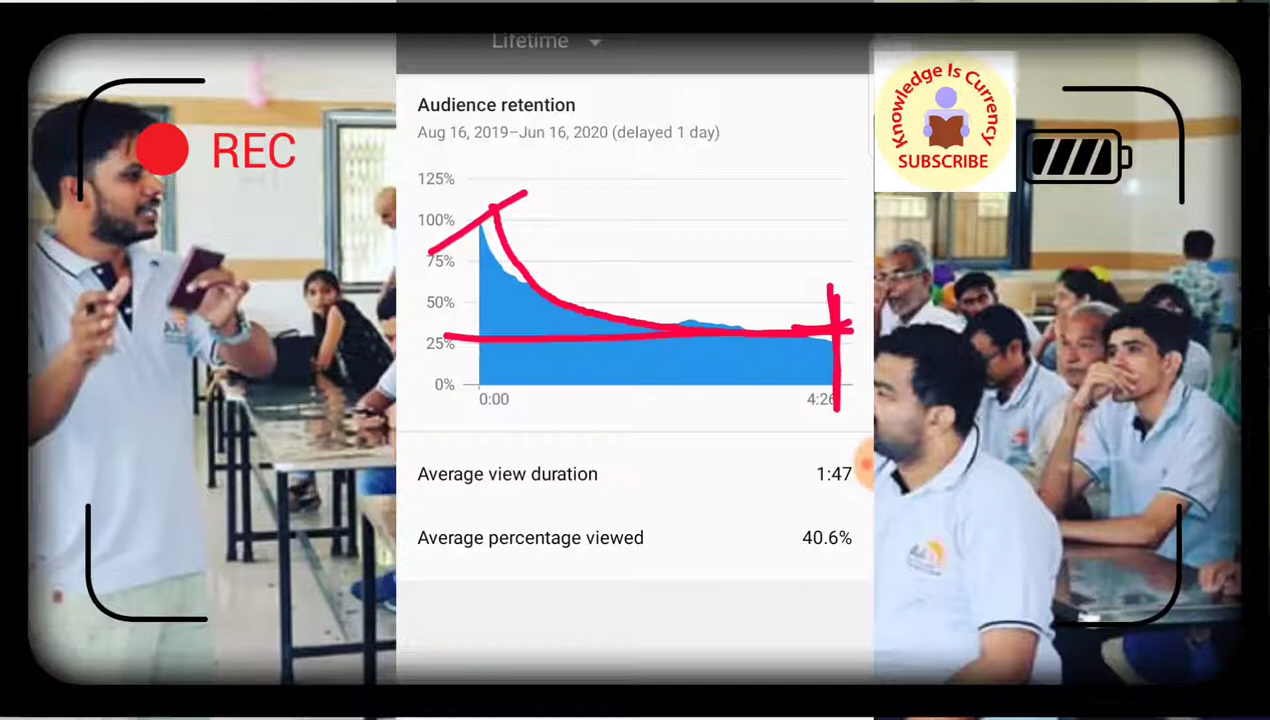 Lifetime
REC
Knowledge Is Currency
SUBSCRIBE
Audience retention
Aug 16, 2019–Jun 16, 2020 (delayed 1 day)
125%
100%
75%
50%
25%
0%
0:00
4:26
Average view duration
1:47
Average percentage viewed
40.6%